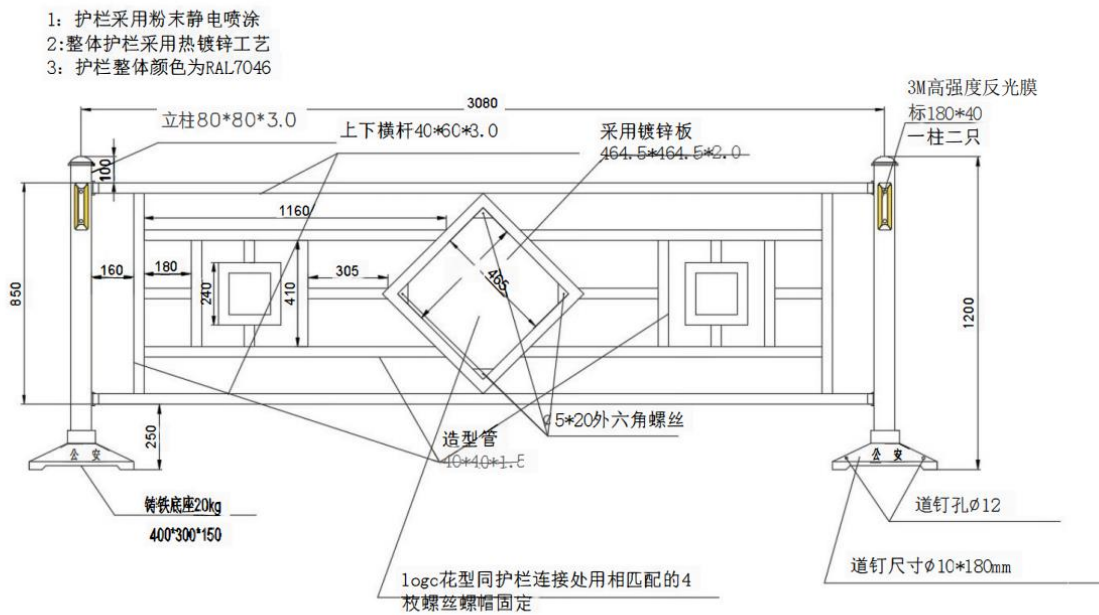 1: 护栏采用粉末静电喷涂
2:整体护栏采用热镀锌工艺
3: 护栏整体颜色为RAL7046
3080
3M高强度反光膜
标180*40
一柱二只
立柱80*80*3.0
上下横杆40*60*3.0
采用镀锌板
464.5*464.5*2.0
100
1160
160
180
305
465
240
410
850
1200
250
ø5*20外六角螺丝
造型管
40*40*1.5
公 安
公 安
铸铁底座20kg
400*300*150
道钉孔ø12
道钉尺寸ø10*180mm
logo花型同护栏连接处用相匹配的4
枚螺丝螺帽固定